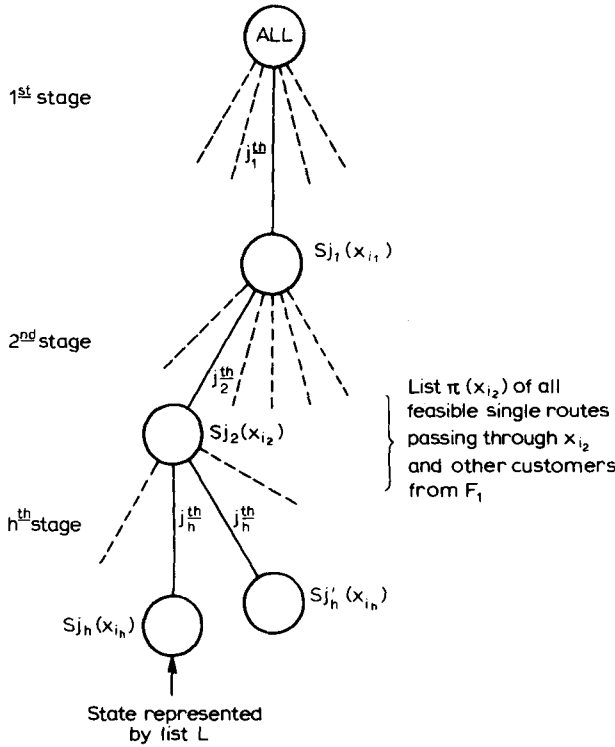 ALL
1st stage
j1th
Sj1(xi1)
2nd stage
j2th
Sj2(xi2)
List π(xi2) of all
feasible single routes
passing through xi2
and other customers
from F1
hth stage
jhth
jhth
Sjh(xih)
Sj'h(xih)
State represented
by list L